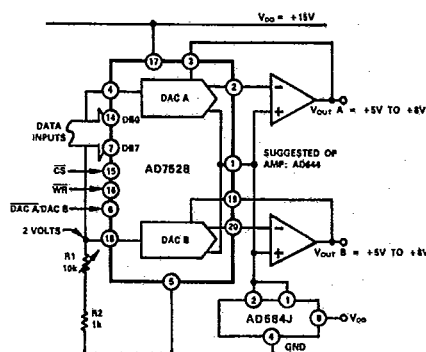 V_DD = +15V
17
3
4
DAC A
2
V_OUT A = +5V TO +8V
14
DB0
DATA INPUTS
7
DB7
SUGGESTED OP
AMP: AD644
1
CS
15
AD7528
WR
16
DAC A/DAC B
6
19
20
2 VOLTS
18
DAC B
V_OUT B = +5V TO +8V
R1
10k
5
2
1
AD584J
8
V_DD
R2
1k
4
GND